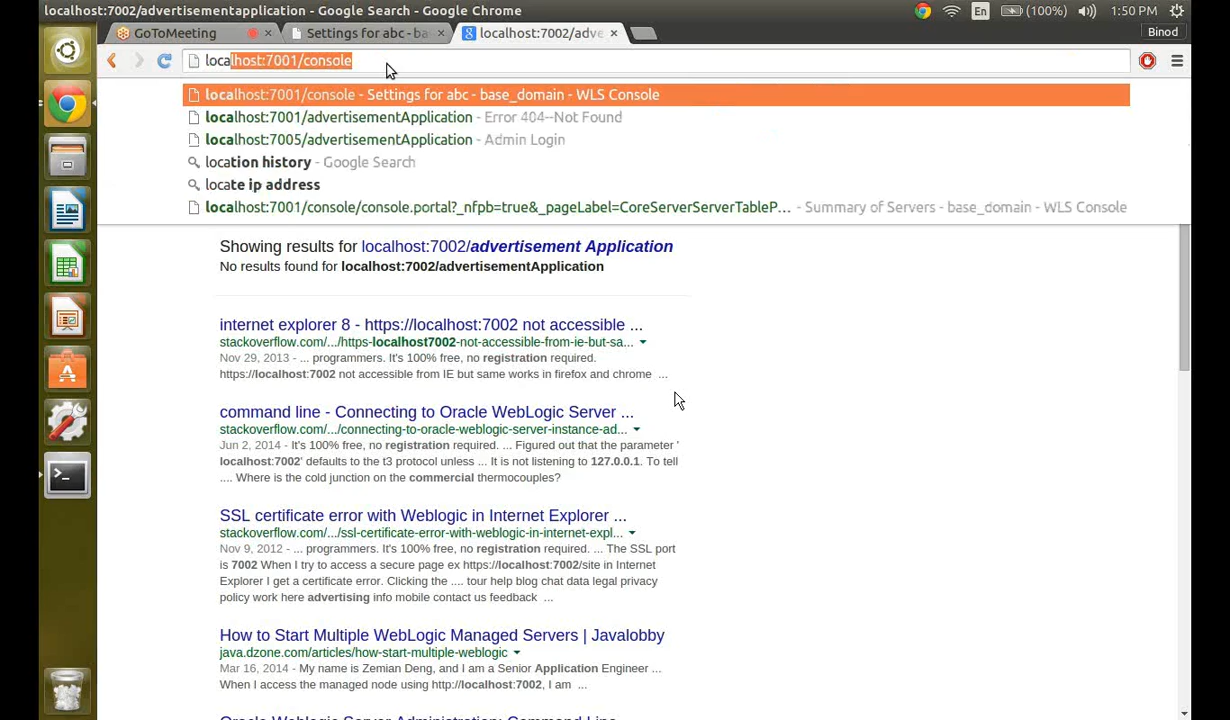 localhost:7002/advertisementapplication - Google Search - Google Chrome
En
(100%)
1:50 PM
GoToMeeting
×
Settings for abc - ba
×
localhost:7002/adve
×
Binod
localhost:7001/console
localhost:7001/console - Settings for abc - base_domain - WLS Console
localhost:7001/advertisementApplication - Error 404--Not Found
localhost:7005/advertisementApplication - Admin Login
location history - Google Search
locate ip address
localhost:7001/console/console.portal?_nfpb=true&_pageLabel=CoreServerServerTableP... - Summary of Servers - base_domain - WLS Console
Showing results for localhost:7002/advertisement Application
No results found for localhost:7002/advertisementApplication
internet explorer 8 - https://localhost:7002 not accessible ...
stackoverflow.com/.../https-localhost7002-not-accessible-from-ie-but-sa...
Nov 29, 2013 - ... programmers. It's 100% free, no registration required.
https://localhost:7002 not accessible from IE but same works in firefox and chrome ...
command line - Connecting to Oracle WebLogic Server ...
stackoverflow.com/.../connecting-to-oracle-weblogic-server-instance-ad...
Jun 2, 2014 - It's 100% free, no registration required. ... Figured out that the parameter '
localhost:7002' defaults to the t3 protocol unless ... It is not listening to 127.0.0.1. To tell
.... Where is the cold junction on the commercial thermocouples?
SSL certificate error with Weblogic in Internet Explorer ...
stackoverflow.com/.../ssl-certificate-error-with-weblogic-in-internet-expl...
Nov 9, 2012 - ... programmers. It's 100% free, no registration required. ... The SSL port
is 7002 When I try to access a secure page ex https://localhost:7002/site in Internet
Explorer I get a certificate error. Clicking the .... tour help blog chat data legal privacy
policy work here advertising info mobile contact us feedback ...
How to Start Multiple WebLogic Managed Servers | Javalobby
java.dzone.com/articles/how-start-multiple-weblogic
Mar 16, 2014 - My name is Zemian Deng, and I am a Senior Application Engineer ...
When I access the managed node using http://localhost:7002, I am ...
Oracle Weblogic Server Administration: Command Line